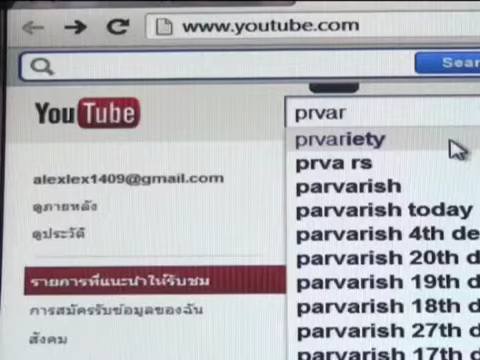 www.youtube.com
Sear
YouTube
prvar
prvariety
prva rs
parvarish
parvarish today
parvarish 4th de
parvarish 20th d
parvarish 19th d
parvarish 18th d
parvarish 27th d
parvarish 17th d
alexlex1409@gmail.com
ดูภายหลัง
ดูประวัติ
รายการที่แนะนำให้รับชม
การสมัครรับข้อมูลของฉัน
สังคม